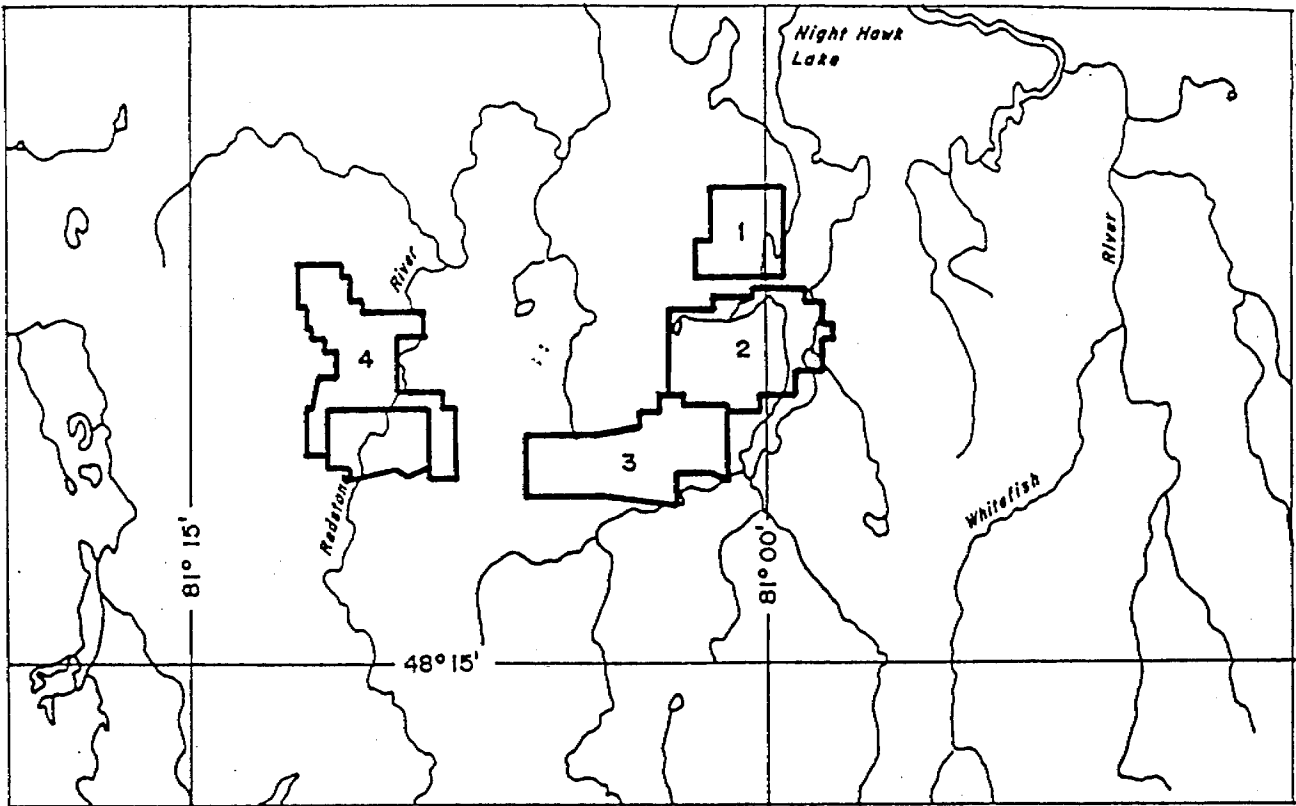 Night Hawk
Lake
1
River
River
2
4
3
Redstone
Whitefish
81° 15'
81° 00'
48° 15'